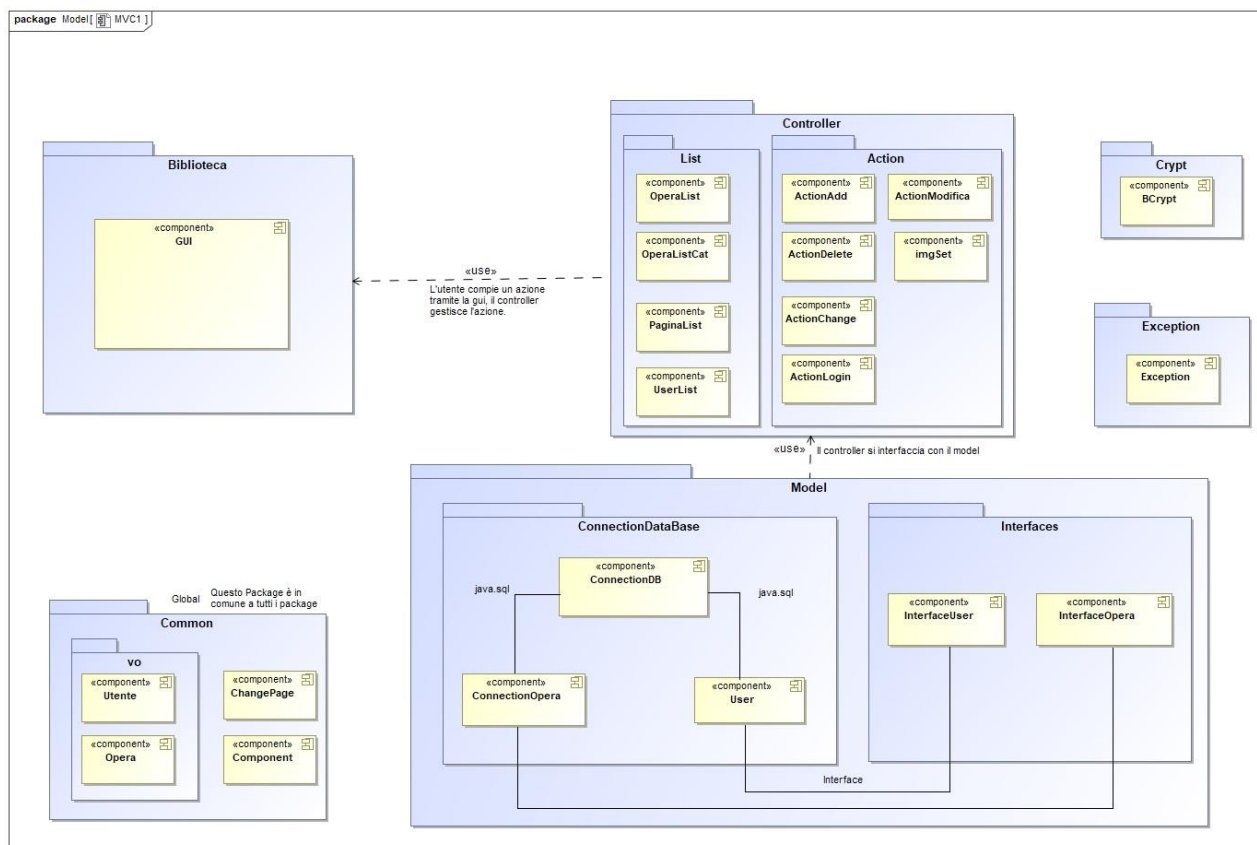 package Model [ MVC1 ]
Biblioteca
«component»
GUI
«use»
L'utente compie un azione
tramite la gui, il controller
gestisce l'azione.
Controller
List
«component»
OperaList
«component»
OperaListCat
«component»
PaginaList
«component»
UserList
Action
«component»
ActionAdd
«component»
ActionModifica
«component»
ActionDelete
«component»
imgSet
«component»
ActionChange
«component»
ActionLogin
Crypt
«component»
BCrypt
Exception
«component»
Exception
«use» Il controller si interfaccia con il model
Model
ConnectionDataBase
«component»
ConnectionDB
java.sql
java.sql
«component»
ConnectionOpera
«component»
User
Interfaces
«component»
InterfaceUser
«component»
InterfaceOpera
Interface
Global
Questo Package è in
comune a tutti i package
Common
vo
«component»
Utente
«component»
Opera
«component»
ChangePage
«component»
Component